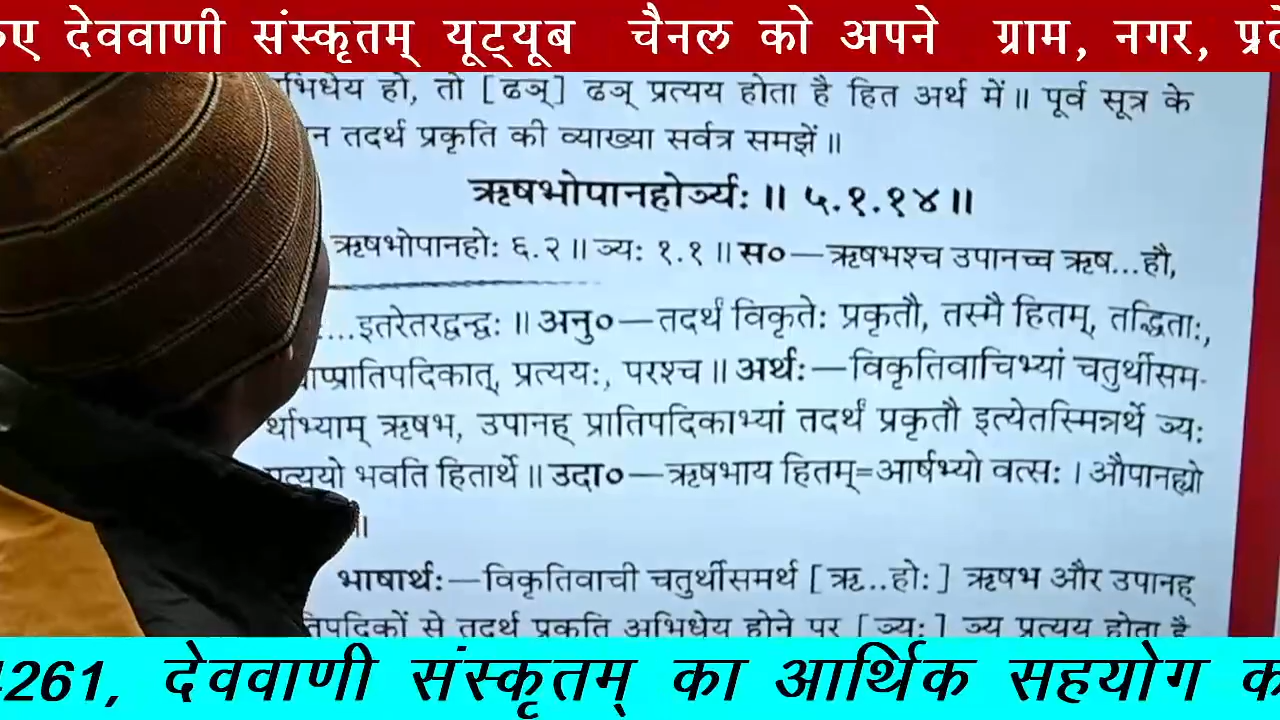 देववाणी संस्कृतम् यूट्यूब चैनल को अपने ग्राम, नगर,
हो, तो [ढञ्] ढञ् प्रत्यय होता है हित अर्थ में॥ पूर्व सूत्र के
तदर्थ प्रकृति की व्याख्या सर्वत्र समझें॥
ऋषभोपानहोर्ञ्यः॥ ५.१.१४॥
ऋषभोपानहोः ६.२॥ ञ्यः १.१॥ स०—ऋषभश्च उपानच्च ऋष...हौ,
...इतरेतरद्वन्द्वः॥ अनु०—तदर्थं विकृतेः प्रकृतौ, तस्मै हितम्, तद्धिताः,
प्रत्ययः, परश्च॥ अर्थः—विकृतिवाचिभ्यां चतुर्थीसम-
र्थाभ्याम् ऋषभ, उपानह् प्रातिपदिकाभ्यां तदर्थं प्रकृतौ इत्येतस्मिन्नर्थे ञ्यः
भवति हितार्थे॥ उदा०—ऋषभाय हितम्=आर्षभ्यो वत्सः। औपानह्यो
॥
भाषार्थः—विकृतिवाची चतुर्थीसमर्थ [ऋ..होः] ऋषभ और उपानह्
से तदर्थ प्रकृति अभिधेय होने पर [ञ्यः] ञ्य प्रत्यय होता है
4261, देववाणी संस्कृतम् का आर्थिक सहयोग